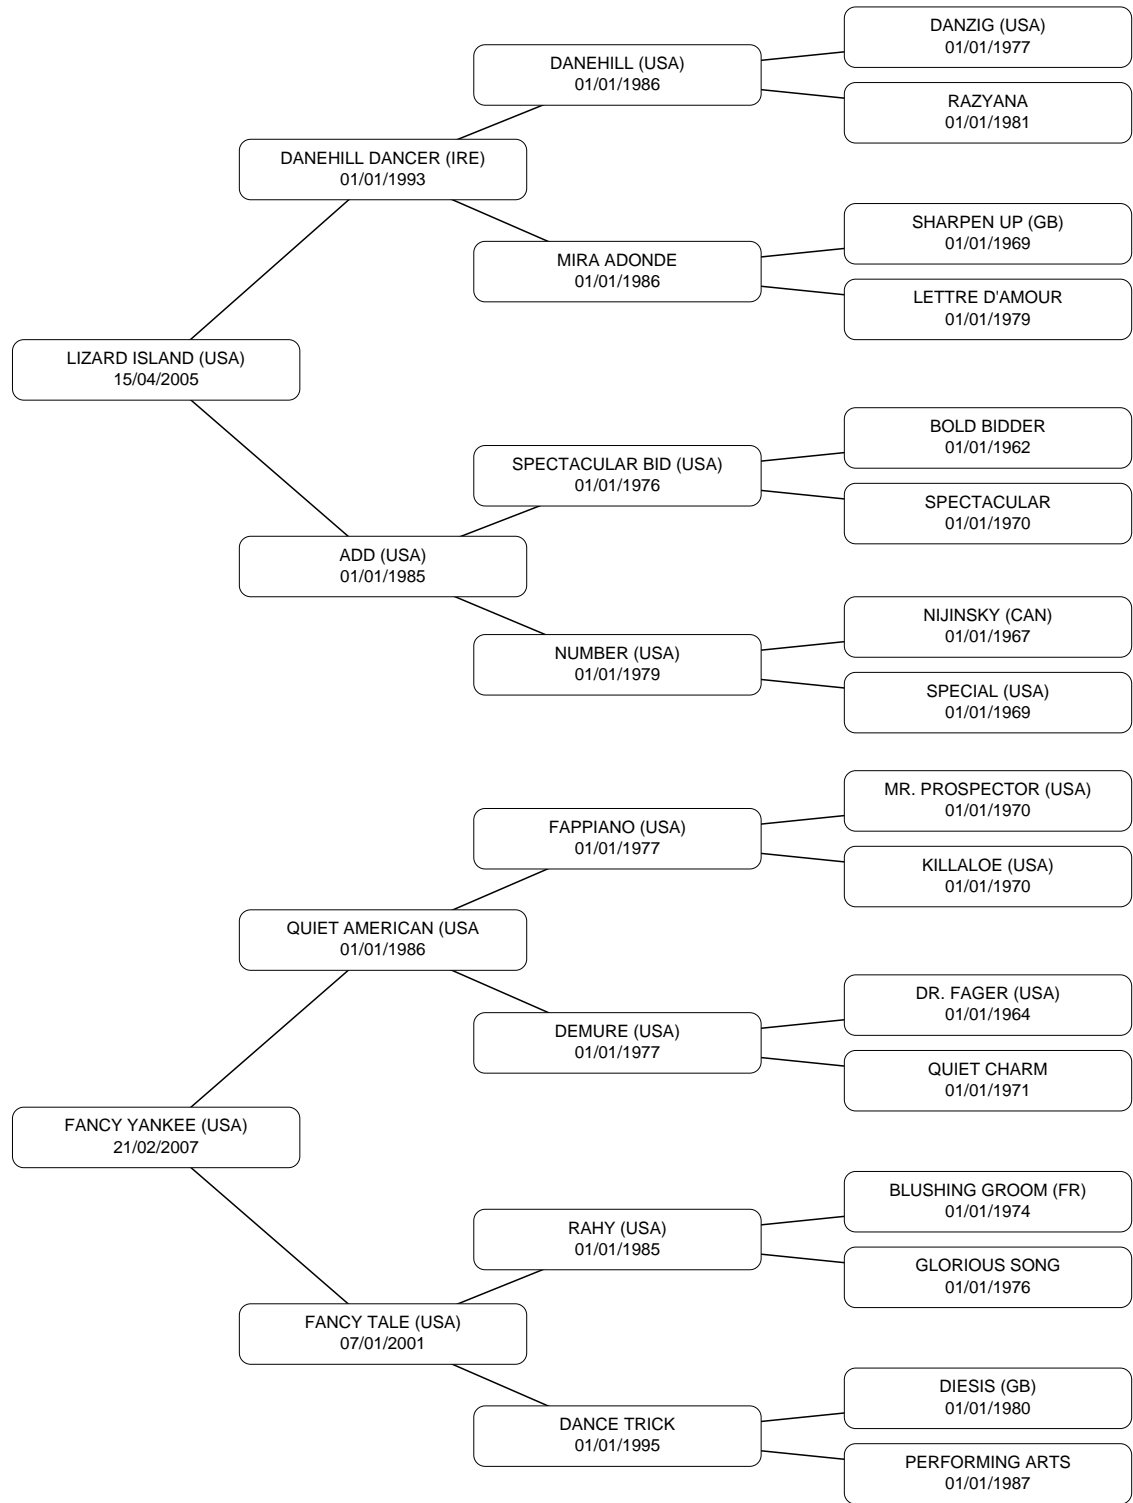 DANZIG (USA)
01/01/1977
DANEHILL (USA)
01/01/1986
RAZYANA
01/01/1981
DANEHILL DANCER (IRE)
01/01/1993
SHARPEN UP (GB)
01/01/1969
MIRA ADONDE
01/01/1986
LETTRE D'AMOUR
01/01/1979
LIZARD ISLAND (USA)
15/04/2005
BOLD BIDDER
01/01/1962
SPECTACULAR BID (USA)
01/01/1976
SPECTACULAR
01/01/1970
ADD (USA)
01/01/1985
NIJINSKY (CAN)
01/01/1967
NUMBER (USA)
01/01/1979
SPECIAL (USA)
01/01/1969
MR. PROSPECTOR (USA)
01/01/1970
FAPPIANO (USA)
01/01/1977
KILLALOE (USA)
01/01/1970
QUIET AMERICAN (USA
01/01/1986
DR. FAGER (USA)
01/01/1964
DEMURE (USA)
01/01/1977
QUIET CHARM
01/01/1971
FANCY YANKEE (USA)
21/02/2007
BLUSHING GROOM (FR)
01/01/1974
RAHY (USA)
01/01/1985
GLORIOUS SONG
01/01/1976
FANCY TALE (USA)
07/01/2001
DIESIS (GB)
01/01/1980
DANCE TRICK
01/01/1995
PERFORMING ARTS
01/01/1987